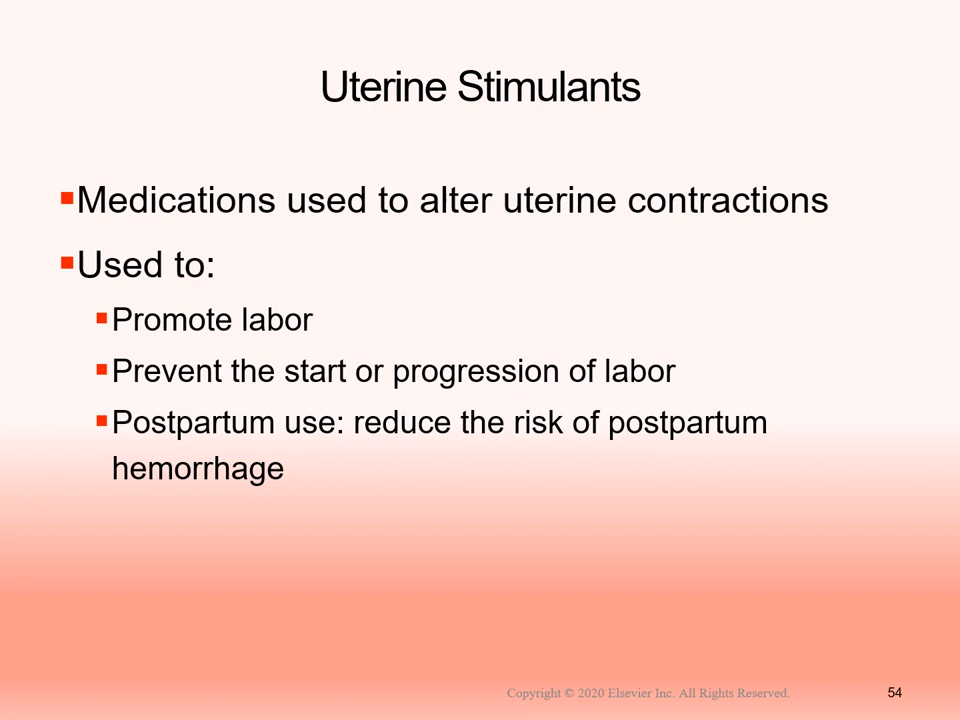 Uterine Stimulants
Medications used to alter uterine contractions
Used to:
Promote labor
Prevent the start or progression of labor
Postpartum use: reduce the risk of postpartum
hemorrhage
Copyright © 2020 Elsevier Inc. All Rights Reserved.
54